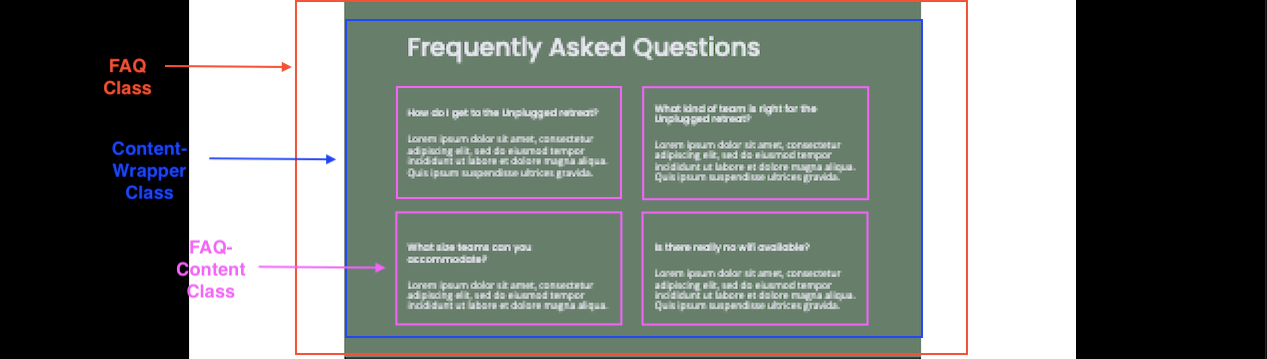 Frequently Asked Questions
FAQ
Class
How do I get to the Unplugged retreat?
Lorem ipsum dolor sit amet, consectetur
adipiscing elit, sed do eiusmod tempor
incididunt ut labore et dolore magna aliqua.
Quis ipsum suspendisse ultrices gravida.
What kind of team is right for the
Unplugged retreat?
Lorem ipsum dolor sit amet, consectetur
adipiscing elit, sed do eiusmod tempor
incididunt ut labore et dolore magna aliqua.
Quis ipsum suspendisse ultrices gravida.
Content-
Wrapper
Class
FAQ-
Content
Class
What size teams can you
accommodate?
Lorem ipsum dolor sit amet, consectetur
adipiscing elit, sed do eiusmod tempor
incididunt ut labore et dolore magna aliqua.
Is there really no wifi available?
Lorem ipsum dolor sit amet, consectetur
adipiscing elit, sed do eiusmod tempor
incididunt ut labore et dolore magna aliqua.
Quis ipsum suspendisse ultrices gravida.